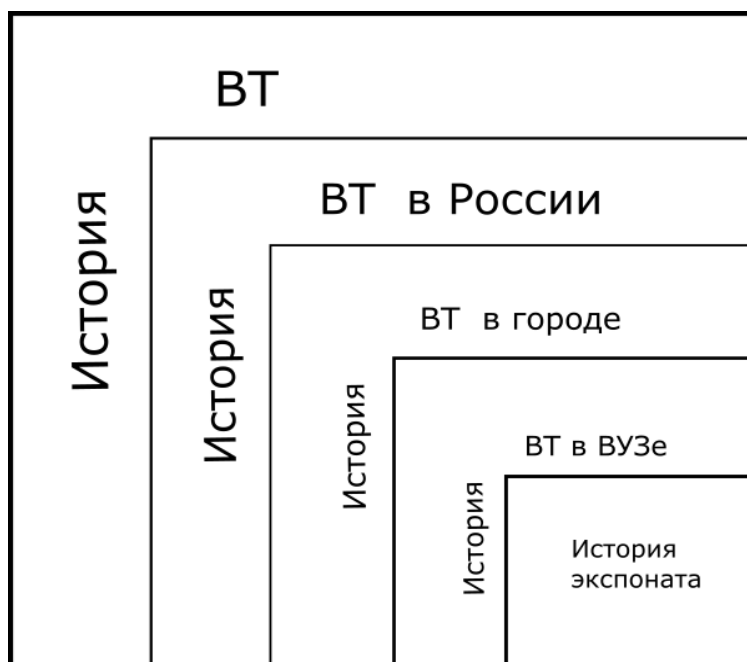 ВТ
История
ВТ в России
История
ВТ в городе
История
ВТ в ВУЗе
История
История
экспоната